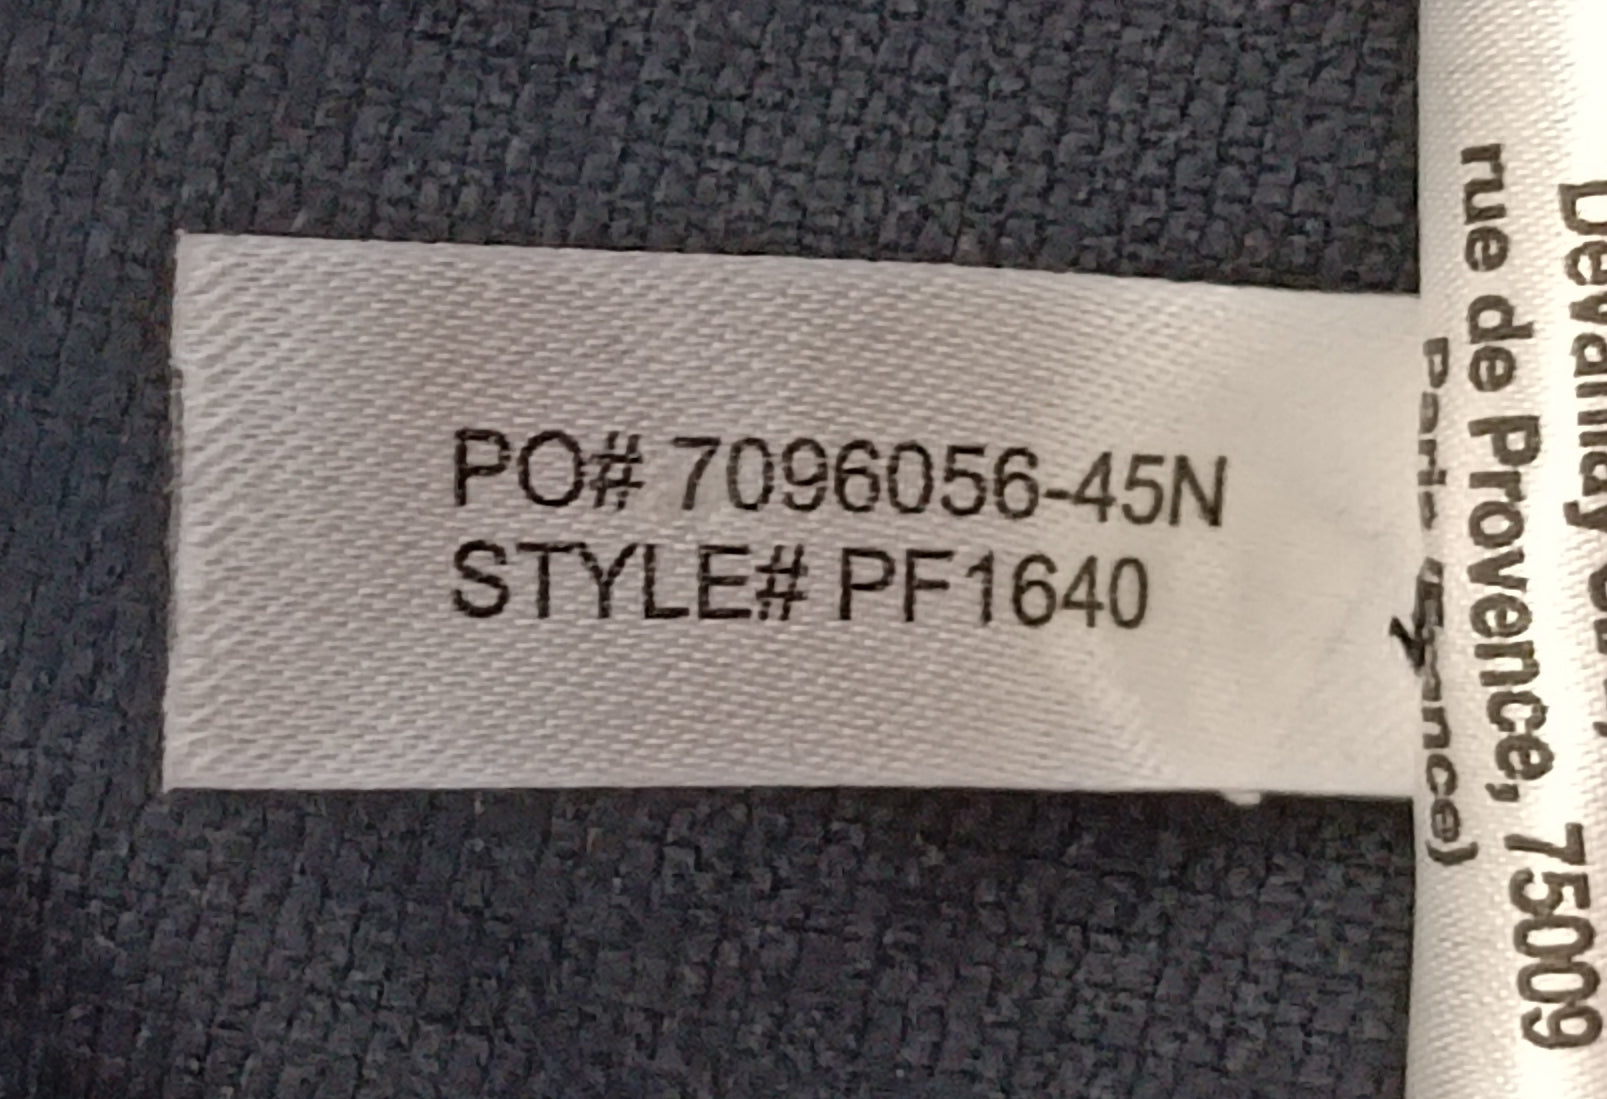 PO# 7096056-45N
STYLE# PF1640
rue de Provence, 75009